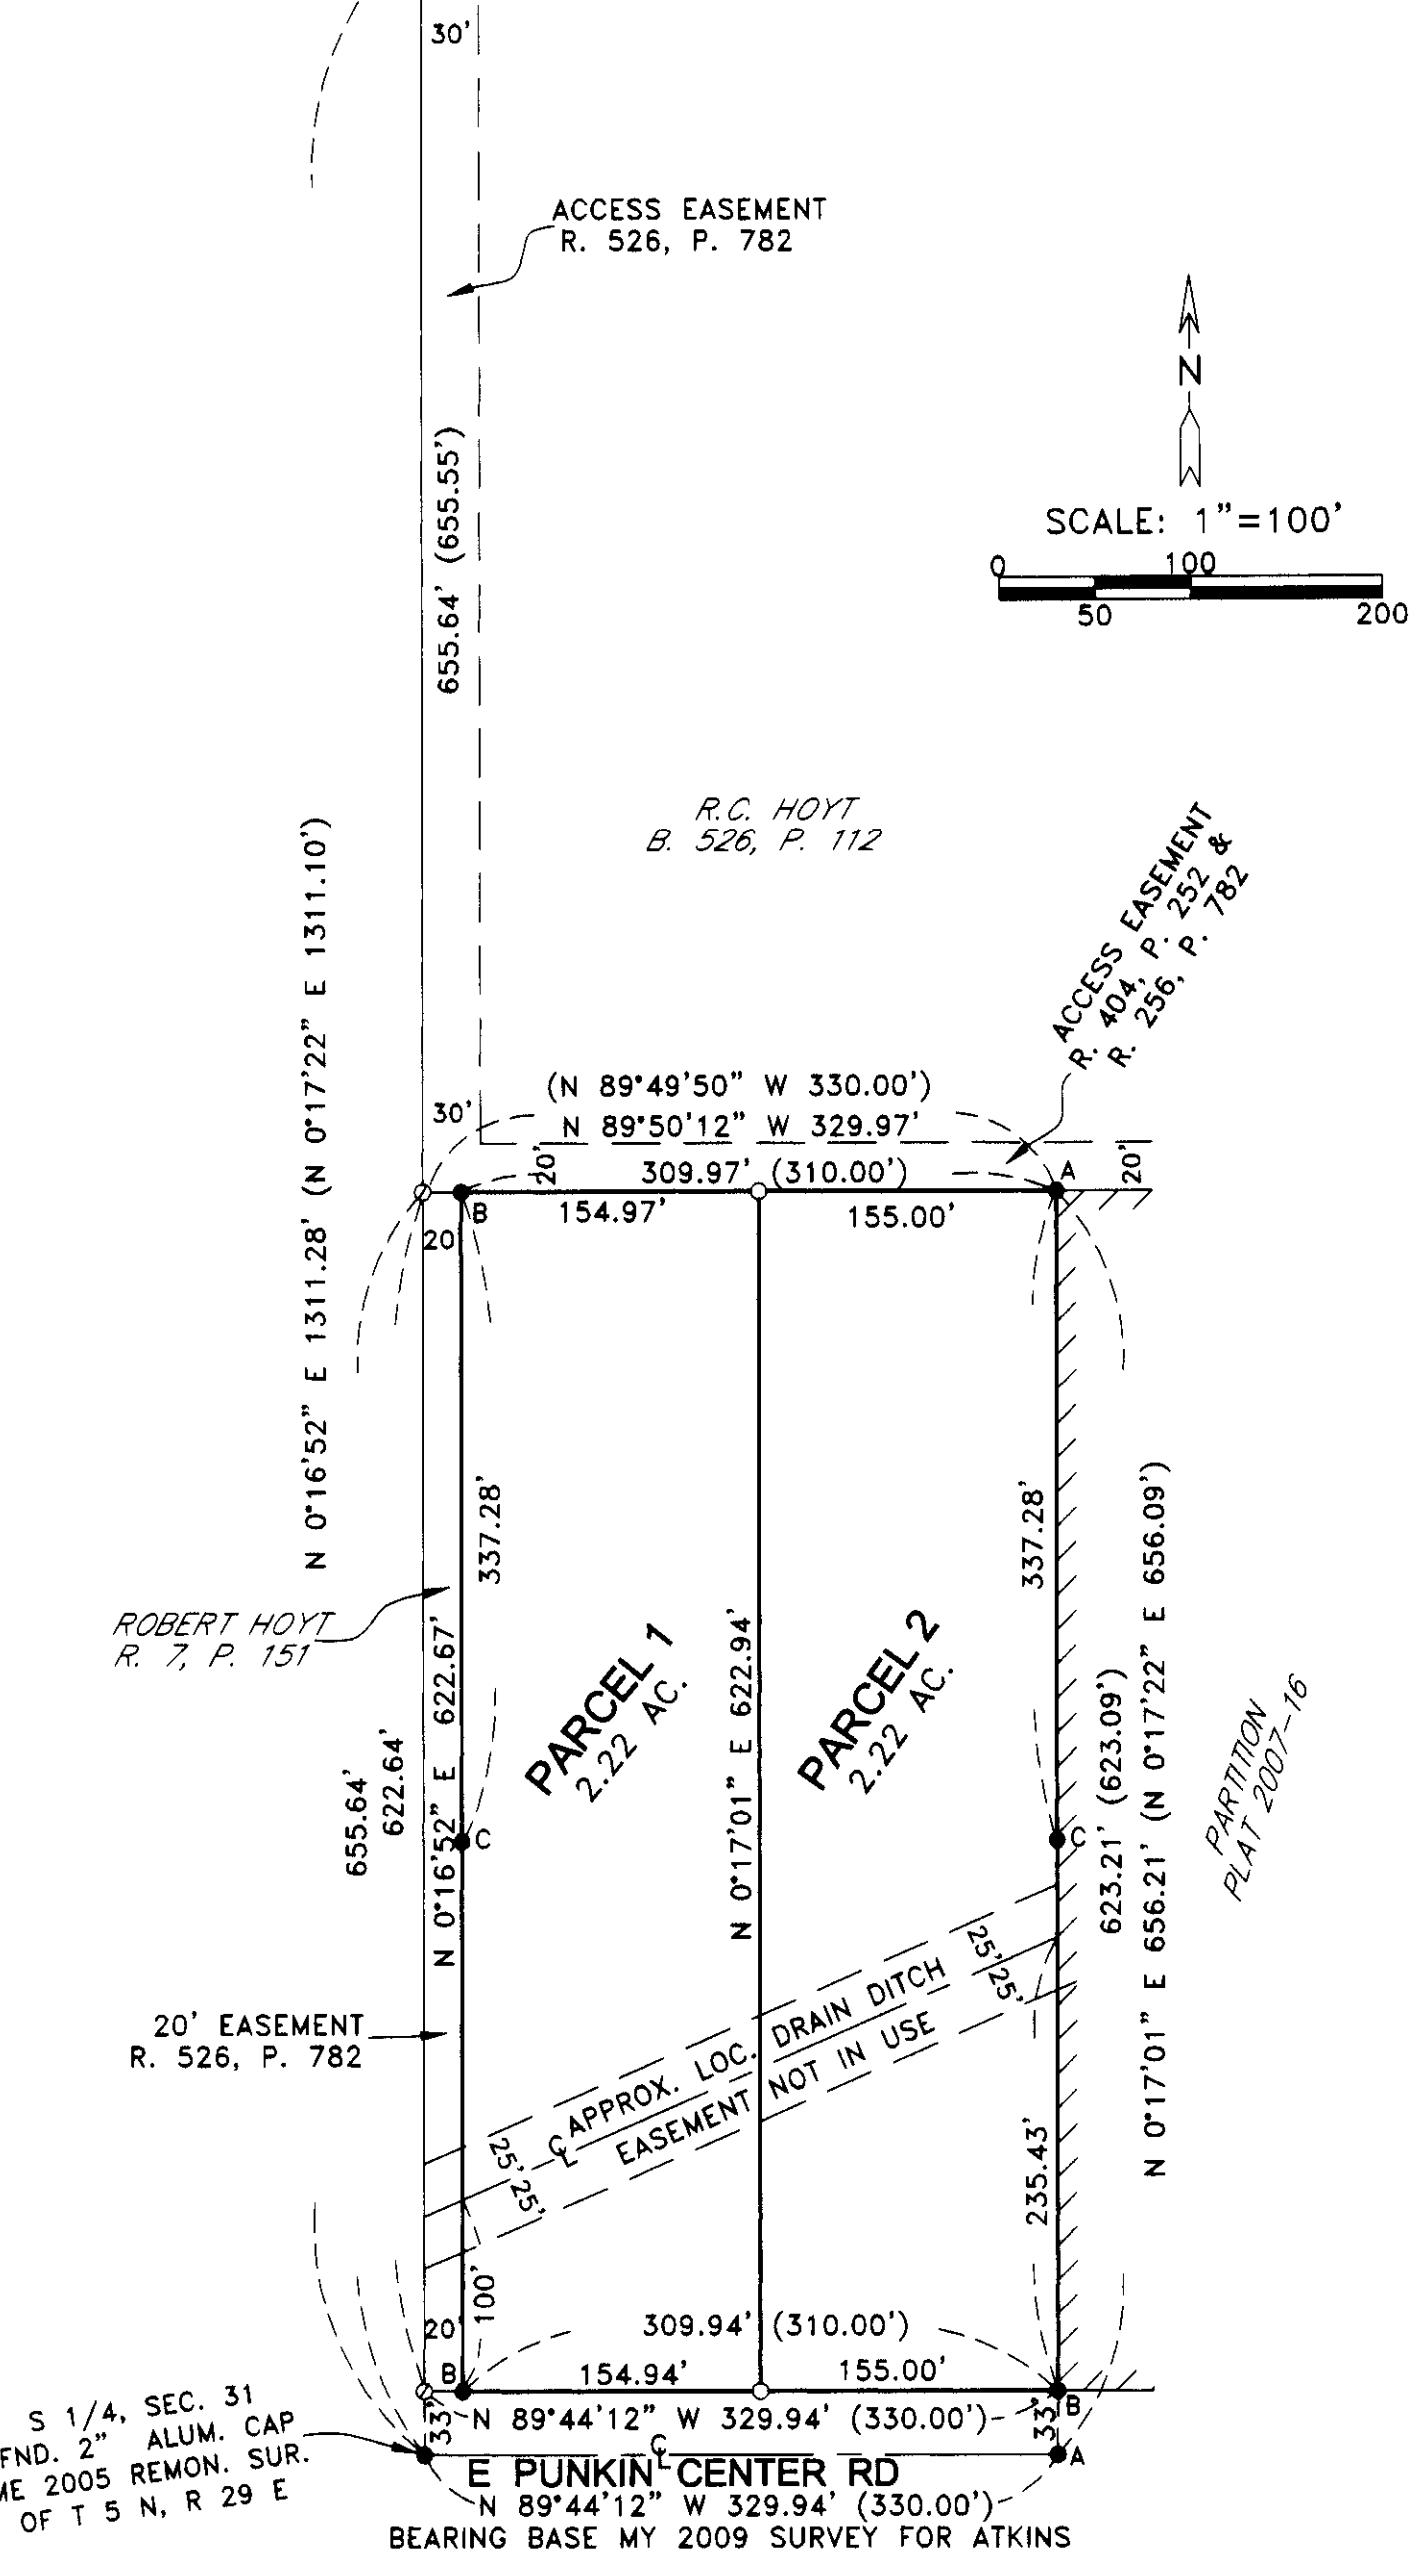 30'
ACCESS EASEMENT
R. 526, P. 782
N
SCALE: 1"=100'
0 100
50 200
655.64' (655.55')
R.C. HOYT
B. 526, P. 112
ACCESS EASEMENT
R. 404, P. 252 &
R. 256, P. 782
N 0°16'52" E 1311.28' (N 0°17'22" E 1311.10')
(N 89°49'50" W 330.00')
30'
N 89°50'12" W 329.97'
20'
309.97' (310.00')
A
20'
B
154.97'
155.00'
20'
337.28'
337.28'
ROBERT HOYT
R. 7, P. 151
N 0°16'52" E 622.67'
655.64'
622.64'
PARCEL 1
2.22 AC.
N 0°17'01" E 622.94'
PARCEL 2
2.22 AC.
623.21' (623.09')
N 0°17'01" E 656.21' (N 0°17'22" E 656.09')
PARTITION
PLAT 2007-16
C
C
25' 25'
20' EASEMENT
R. 526, P. 782
℄ APPROX. LOC. DRAIN DITCH
EASEMENT NOT IN USE
25' 25'
235.43'
100'
20'
309.94' (310.00')
B
154.94'
155.00'
B
S 1/4, SEC. 31
FND. 2" ALUM. CAP
ME 2005 REMON. SUR.
OF T 5 N, R 29 E
33'
N 89°44'12" W 329.94' (330.00')
33'
℄
A
E PUNKIN CENTER RD
N 89°44'12" W 329.94' (330.00')
BEARING BASE MY 2009 SURVEY FOR ATKINS